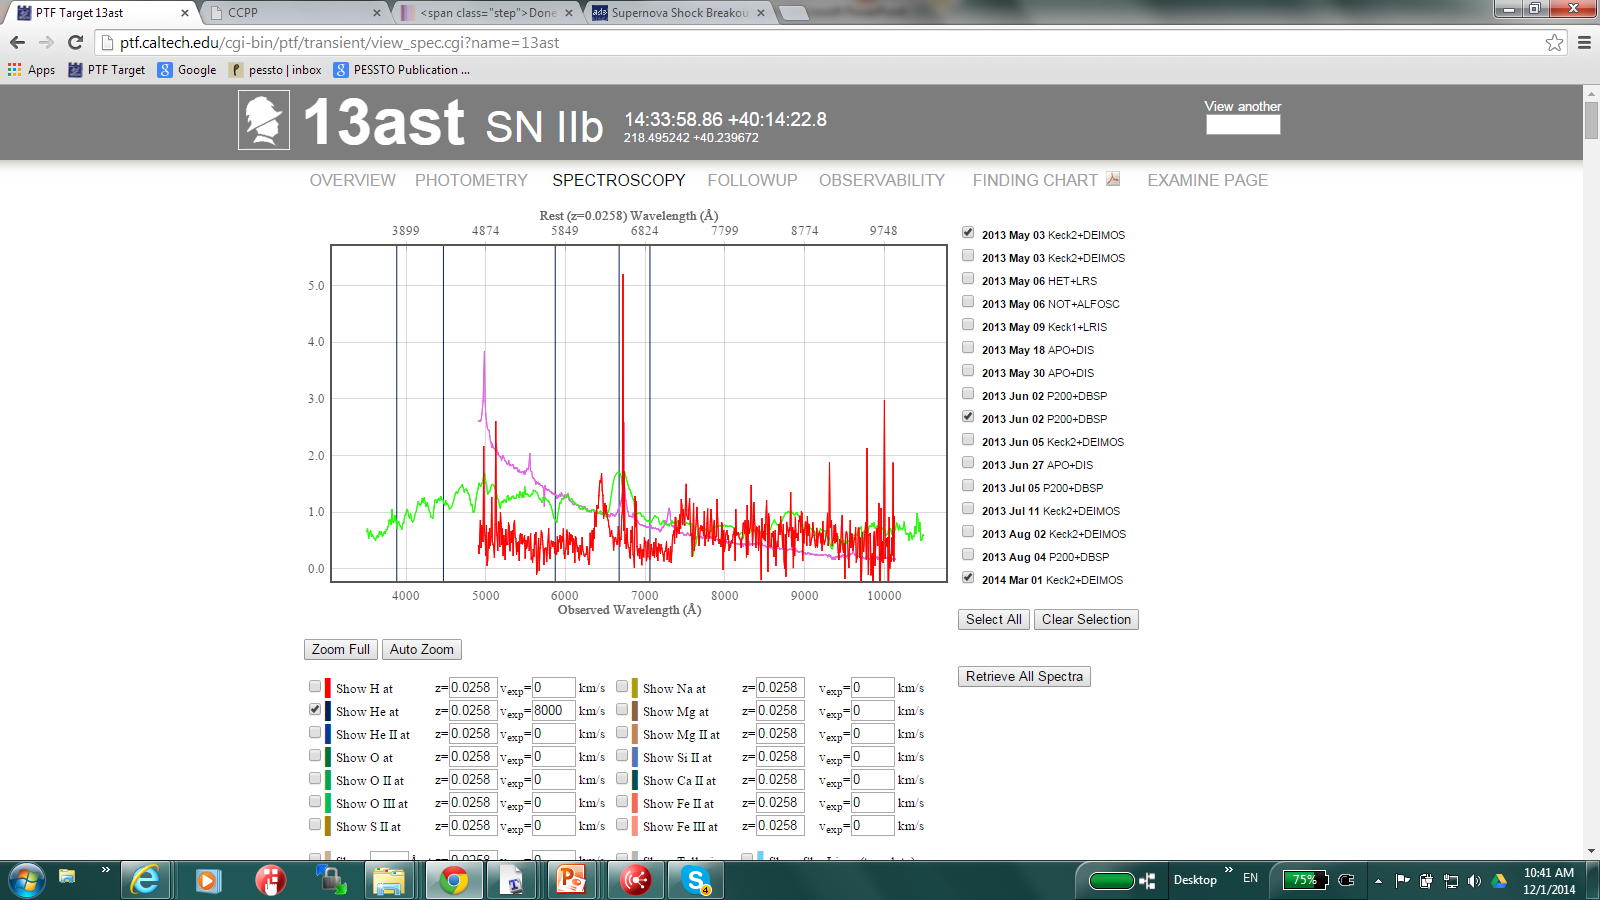 PTF Target 13ast
CCPP
<span class="step">Done
ads Supernova Shock Breakou
ptf.caltech.edu/cgi-bin/ptf/transient/view_spec.cgi?name=13ast
Apps PTF Target Google pessto | inbox PESSTO Publication ...
13ast SN IIb 14:33:58.86 +40:14:22.8
218.495242 +40.239672
View another
OVERVIEW PHOTOMETRY SPECTROSCOPY FOLLOWUP OBSERVABILITY FINDING CHART EXAMINE PAGE
Rest (z=0.0258) Wavelength (Å)
3899 4874 5849 6824 7799 8774 9748
5.0
4.0
3.0
2.0
1.0
0.0
4000 5000 6000 7000 8000 9000 10000
Observed Wavelength (Å)
2013 May 03 Keck2+DEIMOS
2013 May 03 Keck2+DEIMOS
2013 May 06 HET+LRS
2013 May 06 NOT+ALFOSC
2013 May 09 Keck1+LRIS
2013 May 18 APO+DIS
2013 May 30 APO+DIS
2013 Jun 02 P200+DBSP
2013 Jun 02 P200+DBSP
2013 Jun 05 Keck2+DEIMOS
2013 Jun 27 APO+DIS
2013 Jul 05 P200+DBSP
2013 Jul 11 Keck2+DEIMOS
2013 Aug 02 Keck2+DEIMOS
2013 Aug 04 P200+DBSP
2014 Mar 01 Keck2+DEIMOS
Select All Clear Selection
Retrieve All Spectra
Zoom Full Auto Zoom
Show H at z=0.0258 vexp=0 km/s Show Na at z=0.0258 vexp=0 km/s
Show He at z=0.0258 vexp=8000 km/s Show Mg at z=0.0258 vexp=0 km/s
Show He II at z=0.0258 vexp=0 km/s Show Mg II at z=0.0258 vexp=0 km/s
Show O at z=0.0258 vexp=0 km/s Show Si II at z=0.0258 vexp=0 km/s
Show O II at z=0.0258 vexp=0 km/s Show Ca II at z=0.0258 vexp=0 km/s
Show O III at z=0.0258 vexp=0 km/s Show Fe II at z=0.0258 vexp=0 km/s
Show S II at z=0.0258 vexp=0 km/s Show Fe III at z=0.0258 vexp=0 km/s
4
Desktop » EN 75% 10:41 AM
12/1/2014